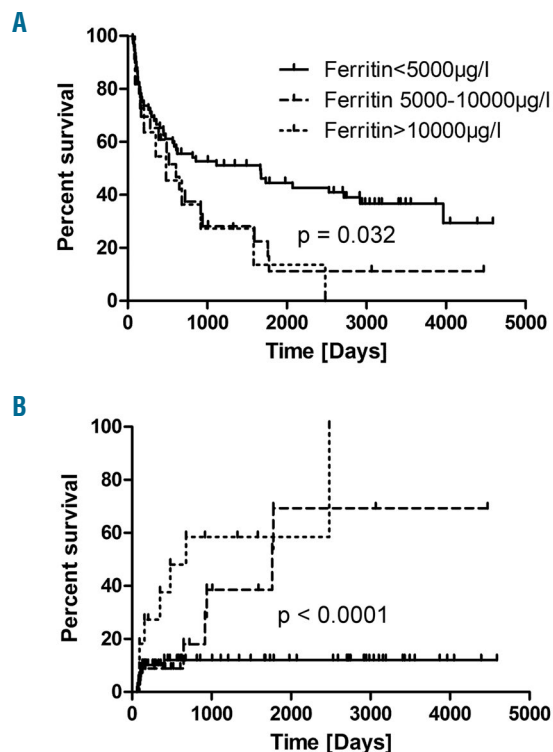 A
100
80
60
40
20
0
Percent survival
Ferritin<5000µg/l
Ferritin 5000-10000µg/l
Ferritin>10000µg/l
p = 0.032
0 1000 2000 3000 4000 5000
Time [Days]
B
100
80
60
40
20
0
Percent survival
p < 0.0001
0 1000 2000 3000 4000 5000
Time [Days]